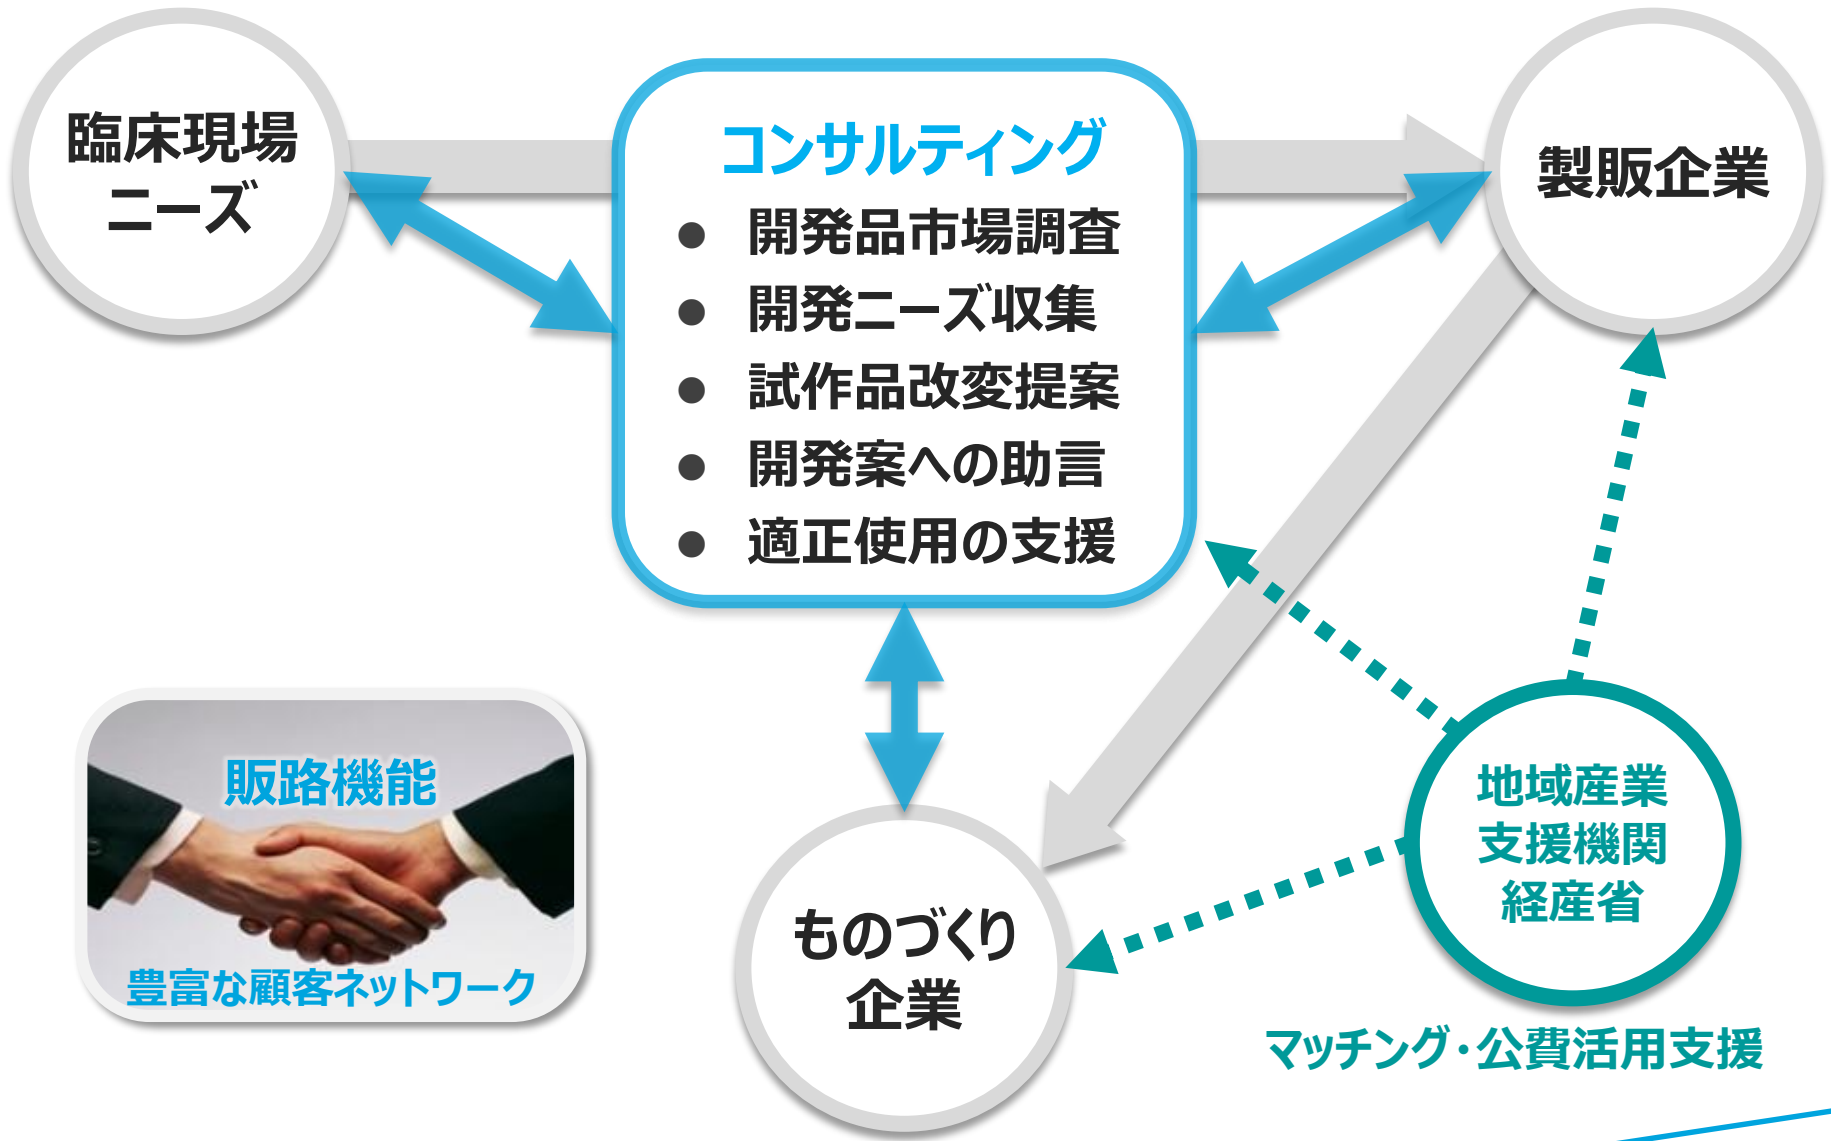 臨床現場
ニーズ
コンサルティング
● 開発品市場調査
● 開発ニーズ収集
● 試作品改変提案
● 開発案への助言
● 適正使用の支援
製販企業
販路機能
豊富な顧客ネットワーク
ものづくり
企業
地域産業
支援機関
経産省
マッチング・公費活用支援